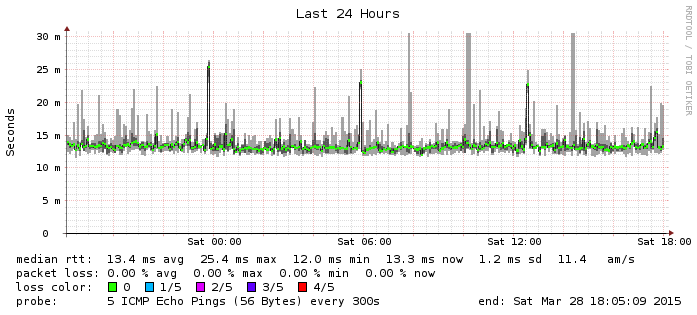 Last 24 Hours
RRDTOOL / TOBI OETIKER
Seconds
30 m
25 m
20 m
15 m
10 m
5 m
0
Sat 00:00 Sat 06:00 Sat 12:00 Sat 18:00
median rtt: 13.4 ms avg 25.4 ms max 12.0 ms min 13.3 ms now 1.2 ms sd 11.4 am/s
packet loss: 0.00 % avg 0.00 % max 0.00 % min 0.00 % now
loss color: 0 1/5 2/5 3/5 4/5
probe: 5 ICMP Echo Pings (56 Bytes) every 300s end: Sat Mar 28 18:05:09 2015